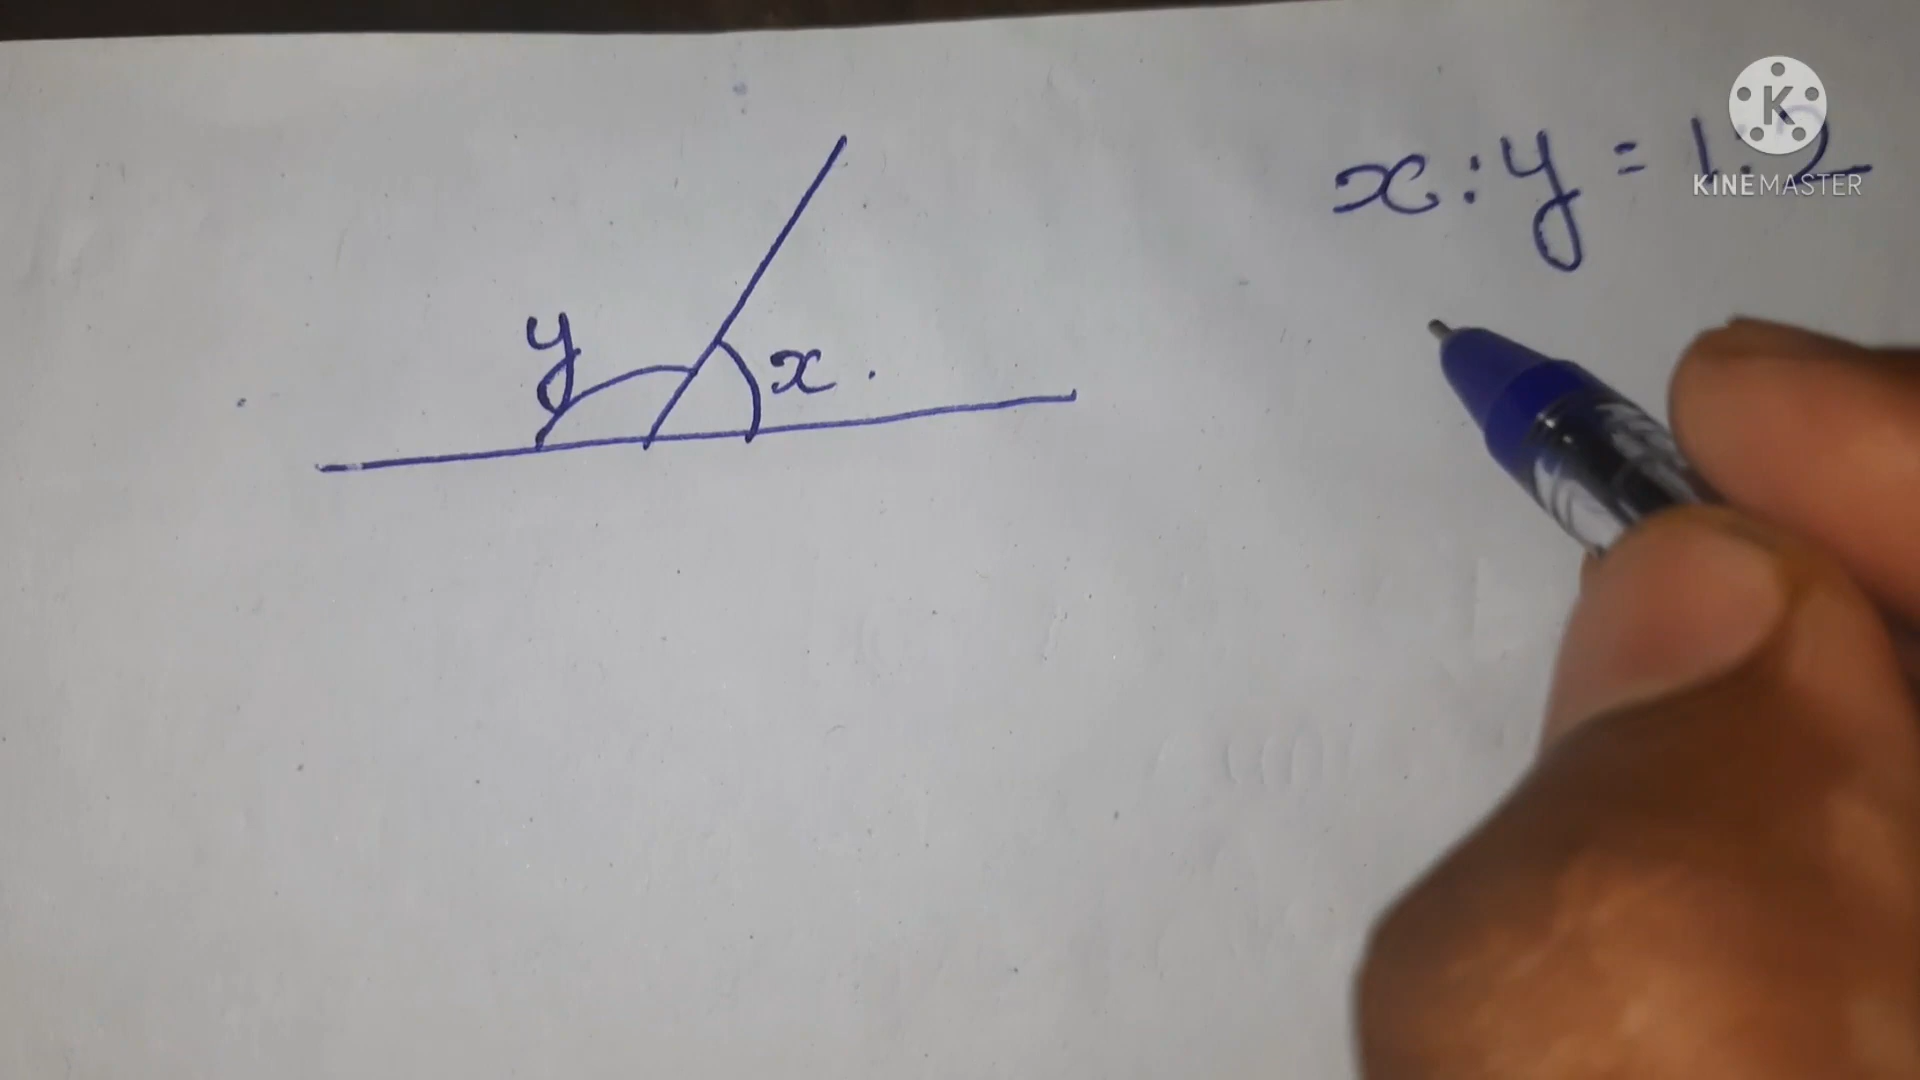 x : y = 1:2
K
KINEMASTER
y
x .